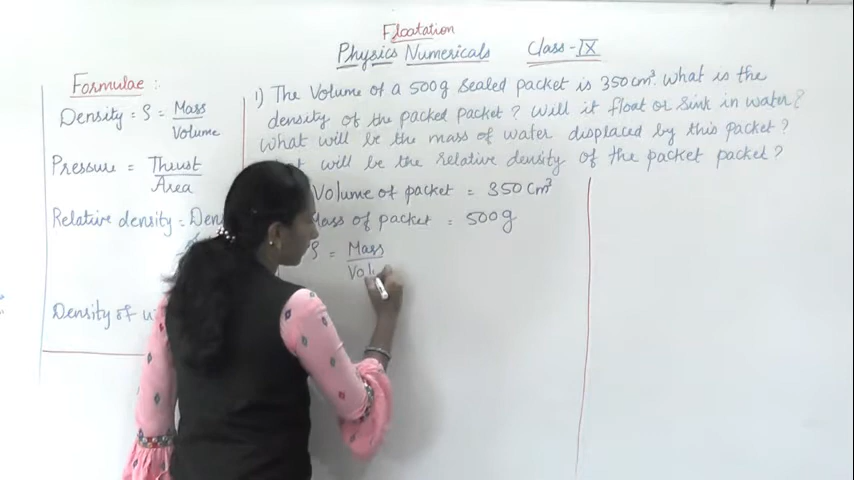 Floatation
Physics Numericals Class-IX
Formulae :
Density = ρ = Mass
Volume
Pressure = Thrust
Area
Relative density =
Density of
1) The Volume of a 500g sealed packet is 350cm³. What is the
density of the packed packet? Will it float or sink in water?
What will be the mass of water displaced by this packet?
will be the relative density of the packet packet?
Volume of packet = 350 cm³
Mass of packet = 500g
ρ = Mass
Vol